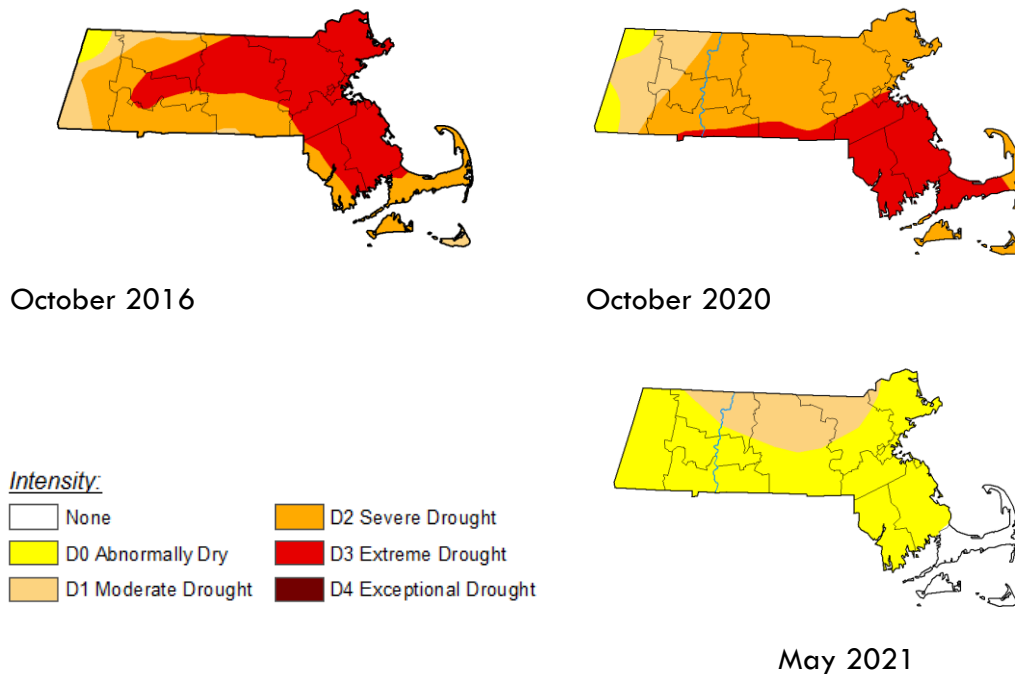 October 2016
October 2020
Intensity:
None
D0 Abnormally Dry
D1 Moderate Drought
D2 Severe Drought
D3 Extreme Drought
D4 Exceptional Drought
May 2021